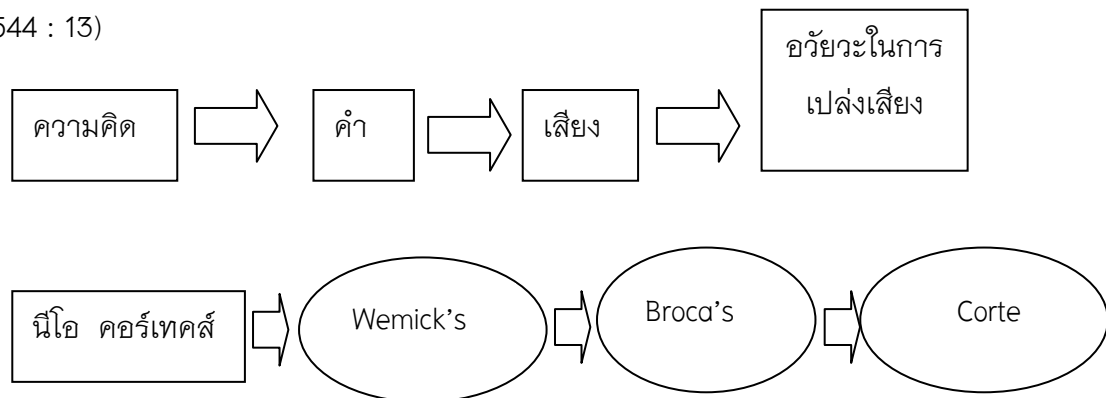 544 : 13)
ความคิด
คำ
เสียง
อวัยวะในการ
เปล่งเสียง
นีโอ คอร์เทคส์
Wemick's
Broca's
Corte